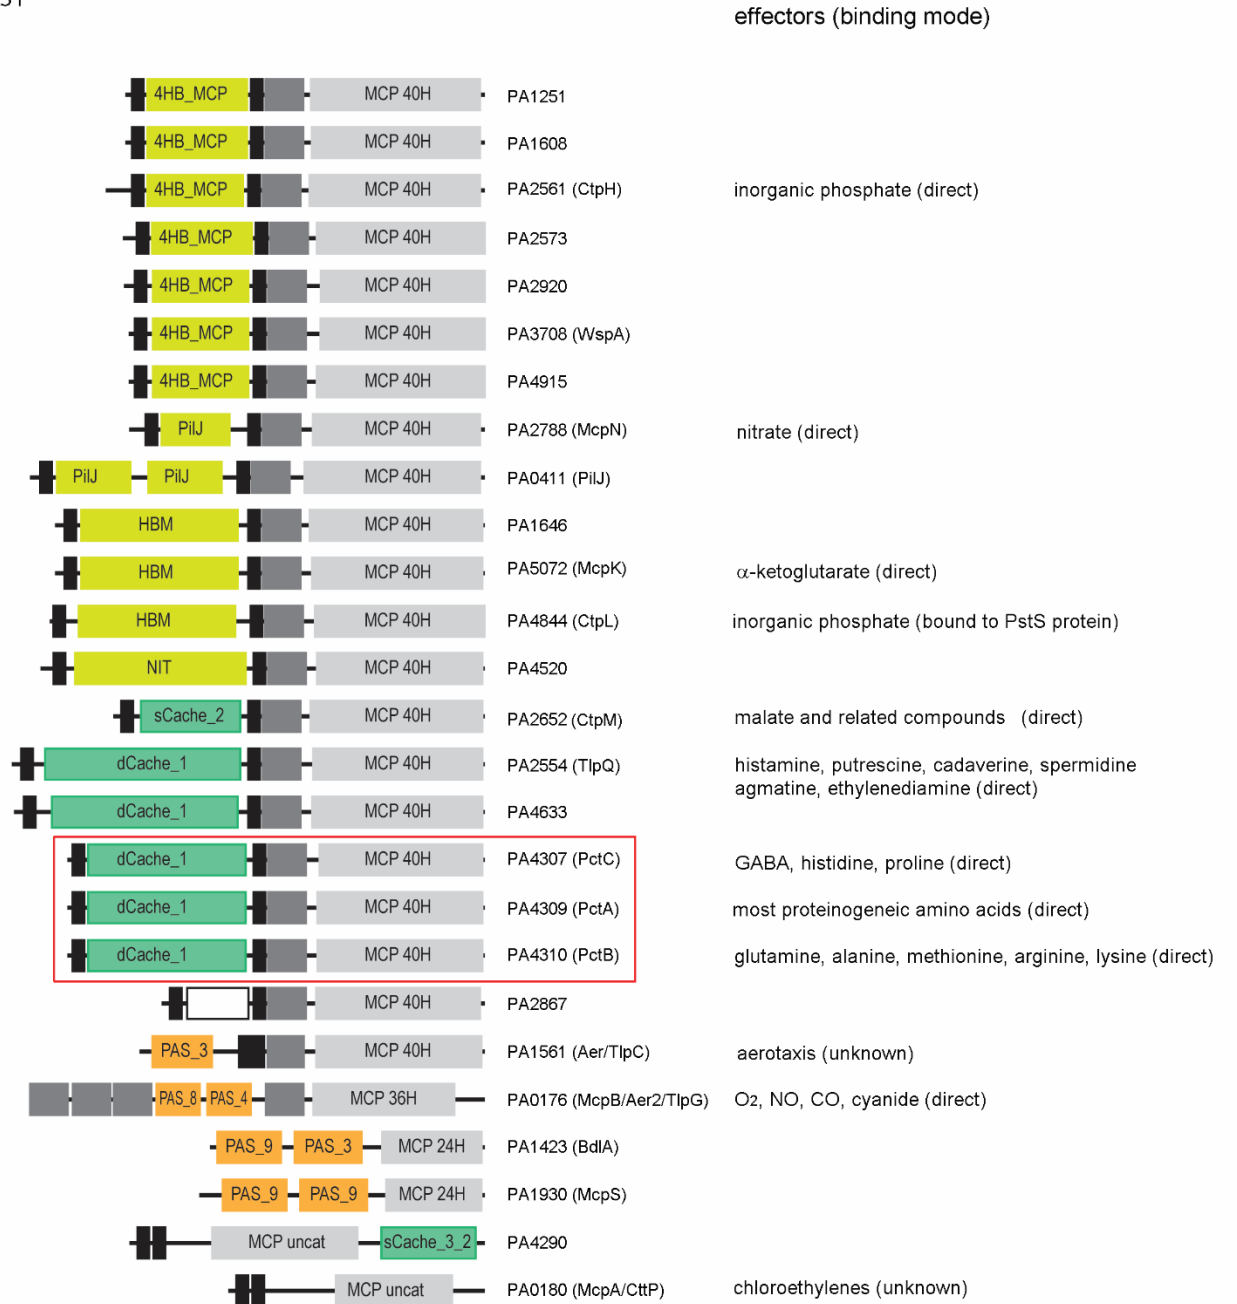 effectors (binding mode)
4HB_MCP MCP 40H PA1251
4HB_MCP MCP 40H PA1608
4HB_MCP MCP 40H PA2561 (CtpH) inorganic phosphate (direct)
4HB_MCP MCP 40H PA2573
4HB_MCP MCP 40H PA2920
4HB_MCP MCP 40H PA3708 (WspA)
4HB_MCP MCP 40H PA4915
PilJ MCP 40H PA2788 (McpN) nitrate (direct)
PilJ PilJ MCP 40H PA0411 (PilJ)
HBM MCP 40H PA1646
HBM MCP 40H PA5072 (McpK) α-ketoglutarate (direct)
HBM MCP 40H PA4844 (CtpL) inorganic phosphate (bound to PstS protein)
NIT MCP 40H PA4520
sCache_2 MCP 40H PA2652 (CtpM) malate and related compounds (direct)
dCache_1 MCP 40H PA2554 (TlpQ) histamine, putrescine, cadaverine, spermidine
agmatine, ethylenediamine (direct)
dCache_1 MCP 40H PA4633
dCache_1 MCP 40H PA4307 (PctC) GABA, histidine, proline (direct)
dCache_1 MCP 40H PA4309 (PctA) most proteinogeneic amino acids (direct)
dCache_1 MCP 40H PA4310 (PctB) glutamine, alanine, methionine, arginine, lysine (direct)
MCP 40H PA2867
PAS_3 MCP 40H PA1561 (Aer/TlpC) aerotaxis (unknown)
PAS_8 PAS_4 MCP 36H PA0176 (McpB/Aer2/TlpG) O2, NO, CO, cyanide (direct)
PAS_9 PAS_3 MCP 24H PA1423 (BdlA)
PAS_9 PAS_9 MCP 24H PA1930 (McpS)
MCP uncat sCache_3_2 PA4290
MCP uncat PA0180 (McpA/CttP) chloroethylenes (unknown)